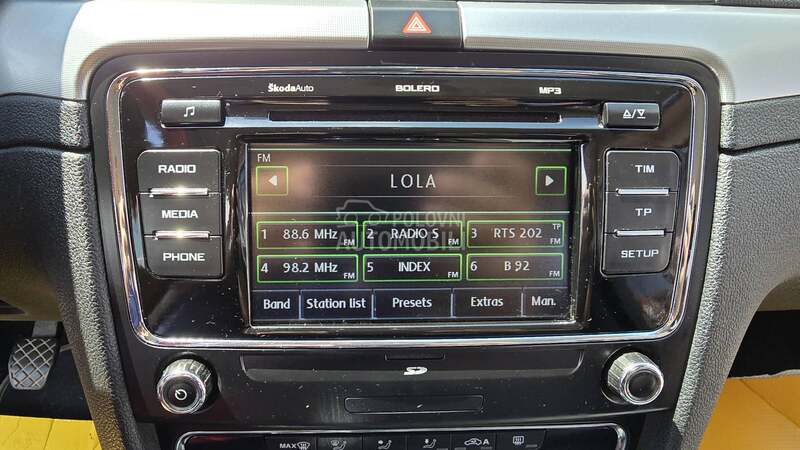 ŠkodaAuto BOLERO MP3
FM
LOLA
RADIO
MEDIA
PHONE
TIM
TP
SETUP
1 88.6 MHz FM 2 RADIO S FM 3 RTS 202 TP FM
4 98.2 MHz FM 5 INDEX FM 6 B 92 FM
POLOVNI
AUTOMOBILI
Band Station list Presets Extras Man.
SD
MAX A